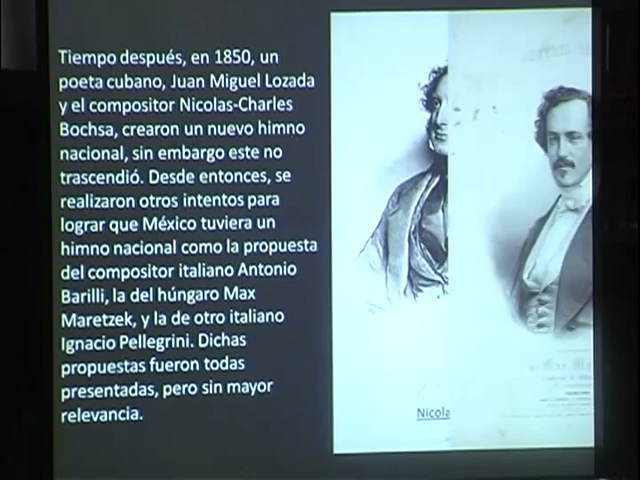 Tiempo después, en 1850, un
poeta cubano, Juan Miguel Lozada
y el compositor Nicolas-Charles
Bochsa, crearon un nuevo himno
nacional, sin embargo este no
trascendió. Desde entonces, se
realizaron otros intentos para
lograr que México tuviera un
himno nacional como la propuesta
del compositor italiano Antonio
Barilli, la del húngaro Max
Maretzek, y la de otro italiano
Ignacio Pellegrini. Dichas
propuestas fueron todas
presentadas, pero sin mayor
relevancia.
Nicola